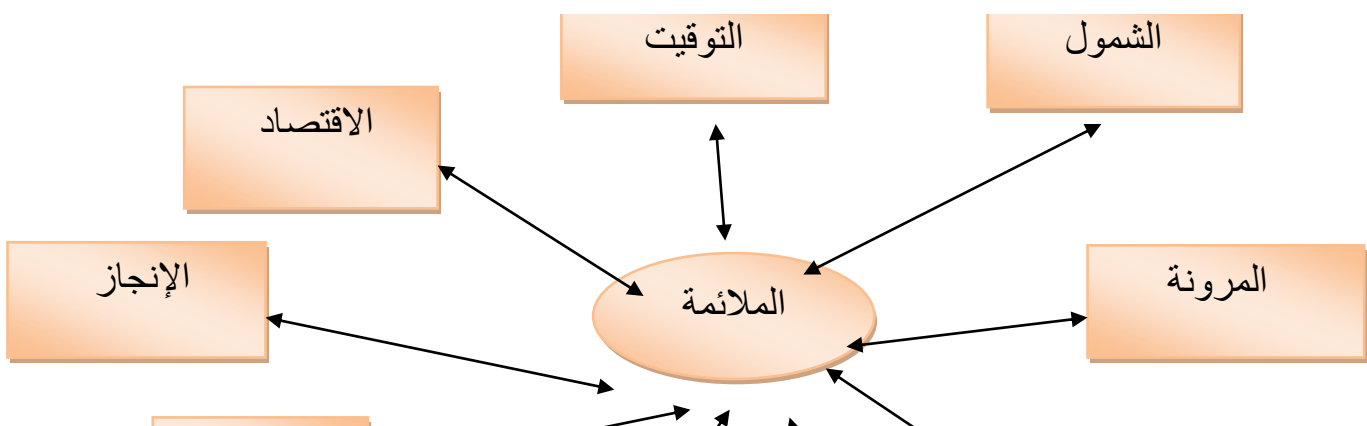 الشمول
التوقيت
الاقتصاد
المرونة
الملائمة
الإنجاز